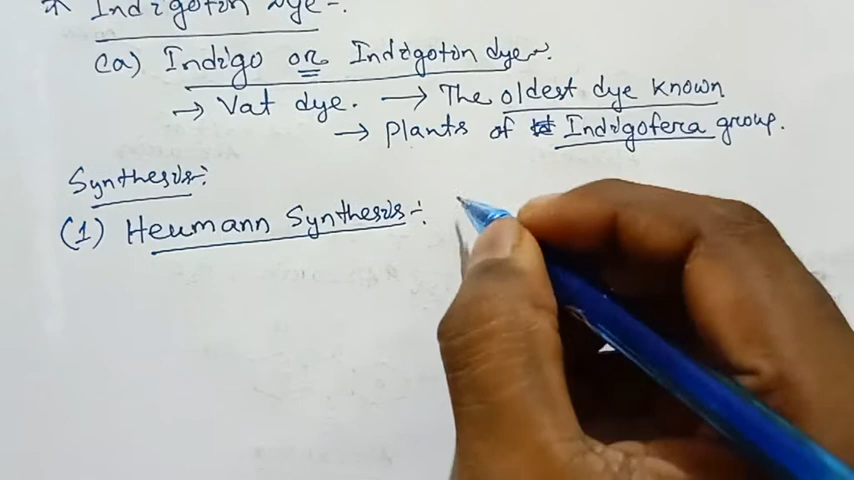 * Indigoton Dye -:
(a) Indigo or Indigoton dye:
→ Vat dye. → The oldest dye known
→ Plants of Indigofera group.
Synthesis:
(1) Heumann Synthesis -: